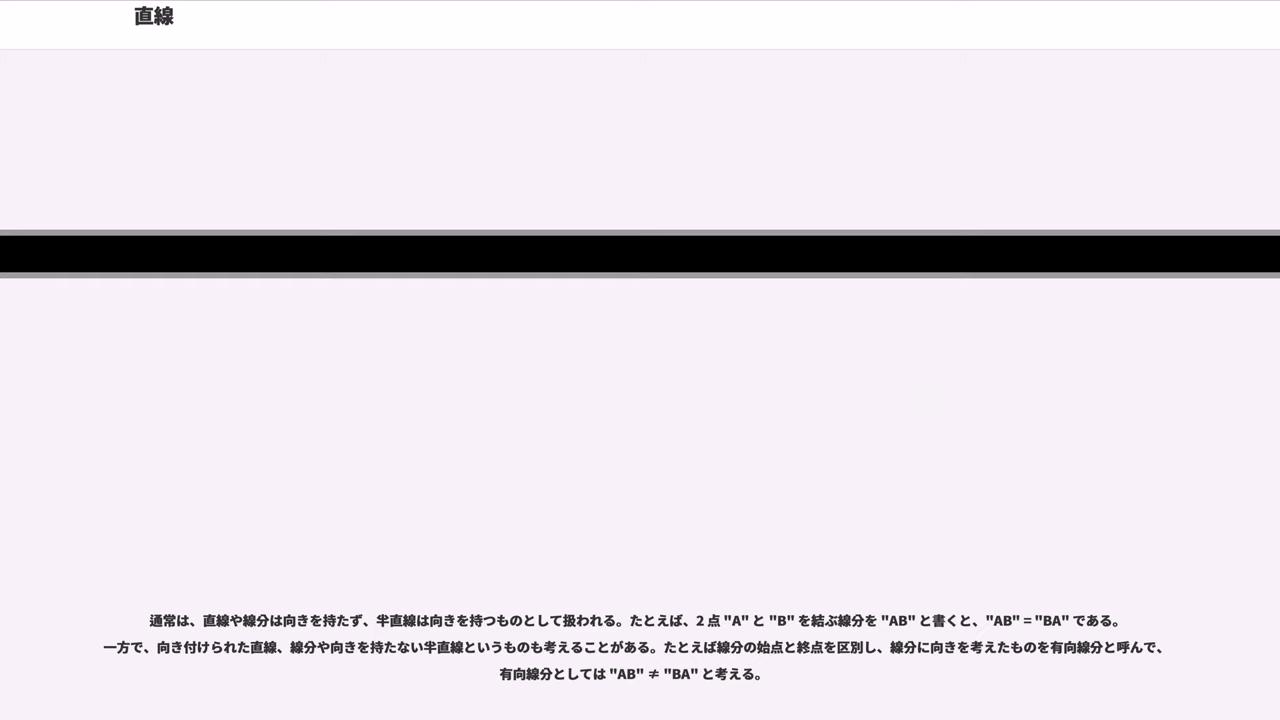 直線
通常は、直線や線分は向きを持たず、半直線は向きを持つものとして扱われる。たとえば、2 点 "A" と "B" を結ぶ線分を "AB" と書くと、"AB" = "BA" である。
一方で、向き付けられた直線、線分や向きを持たない半直線というものも考えることがある。たとえば線分の始点と終点を区別し、線分に向きを考えたものを有向線分と呼んで、
有向線分としては "AB" ≠ "BA" と考える。